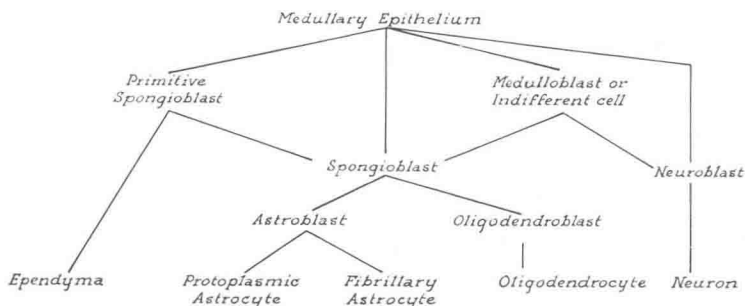 Medullary Epithelium
Primitive
Spongioblast
Medulloblast or
Indifferent cell
Spongioblast
Neuroblast
Astroblast
Oligodendroblast
Ependyma
Protoplasmic
Astrocyte
Fibrillary
Astrocyte
Oligodendrocyte
Neuron